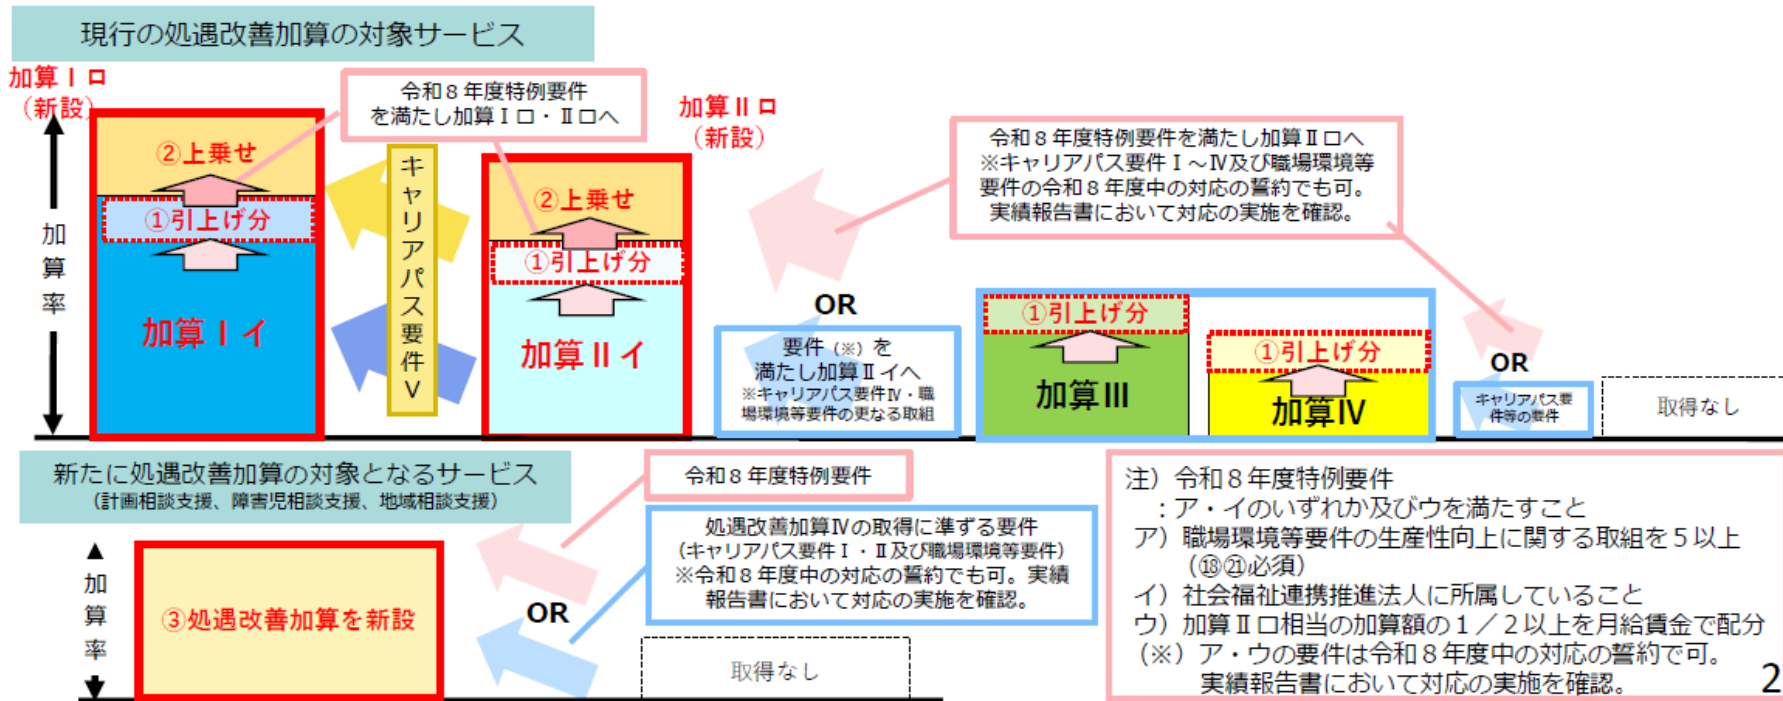 現行の処遇改善加算の対象サービス
加算Ⅰロ
（新設）
②上乗せ
①引上げ分
加算Ⅰイ
加算率
令和８年度特例要件
を満たし加算Ⅰロ・Ⅱロへ
キャリアパス要件Ⅴ
加算Ⅱロ
（新設）
②上乗せ
①引上げ分
加算Ⅱイ
令和８年度特例要件を満たし加算Ⅱロへ
※キャリアパス要件Ⅰ～Ⅳ及び職場環境等
要件の令和８年度中の対応の誓約でも可。
実績報告書において対応の実施を確認。
OR
要件（※）を
満たし加算Ⅱイへ
※キャリアパス要件Ⅳ・職
場環境等要件の更なる取組
①引上げ分
加算Ⅲ
①引上げ分
加算Ⅳ
OR
キャリアパス要
件等の要件
取得なし
新たに処遇改善加算の対象となるサービス
（計画相談支援、障害児相談支援、地域相談支援）
加算率
③処遇改善加算を新設
令和８年度特例要件
処遇改善加算Ⅳの取得に準ずる要件
（キャリアパス要件Ⅰ・Ⅱ及び職場環境等要件）
※令和８年度中の対応の誓約でも可。実績
報告書において対応の実施を確認。
OR
取得なし
注）令和８年度特例要件
：ア・イのいずれか及びウを満たすこと
ア）職場環境等要件の生産性向上に関する取組を５以上
（⑱㉑必須）
イ）社会福祉連携推進法人に所属していること
ウ）加算Ⅱロ相当の加算額の１／２以上を月給賃金で配分
（※）ア・ウの要件は令和８年度中の対応の誓約で可。
実績報告書において対応の実施を確認。
2